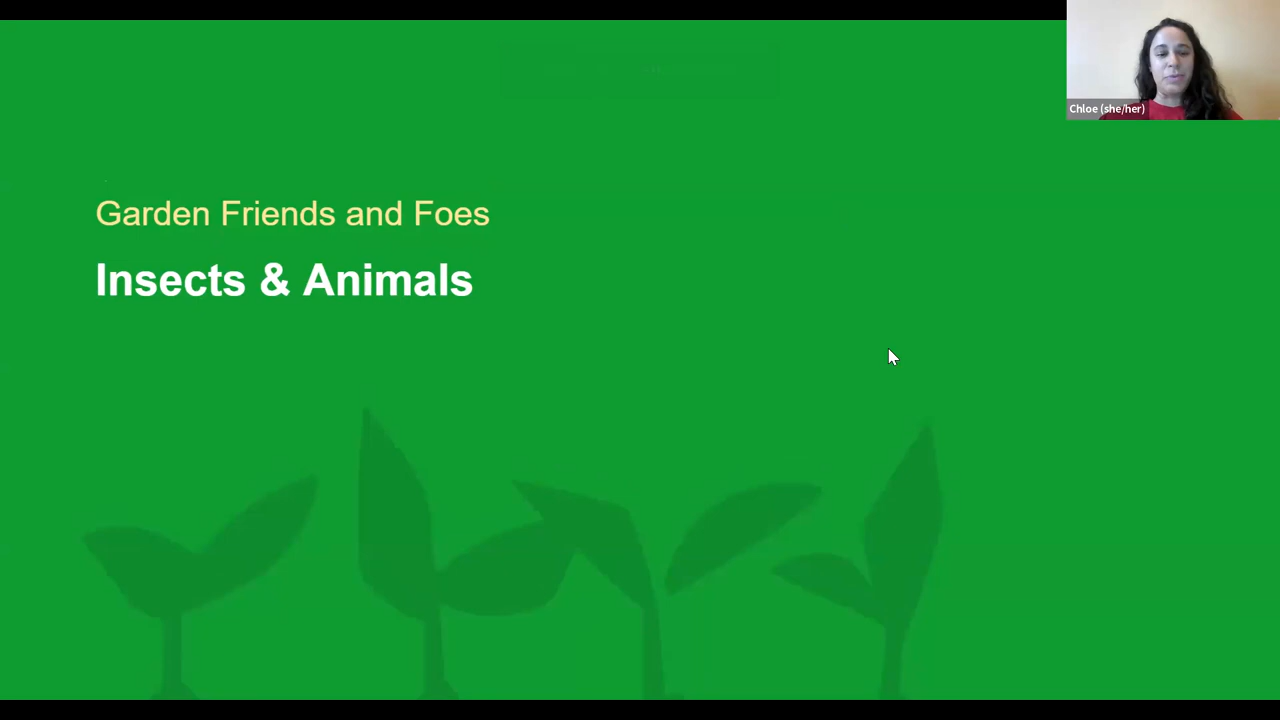 Chloe (she/her)
Garden Friends and Foes
Insects & Animals